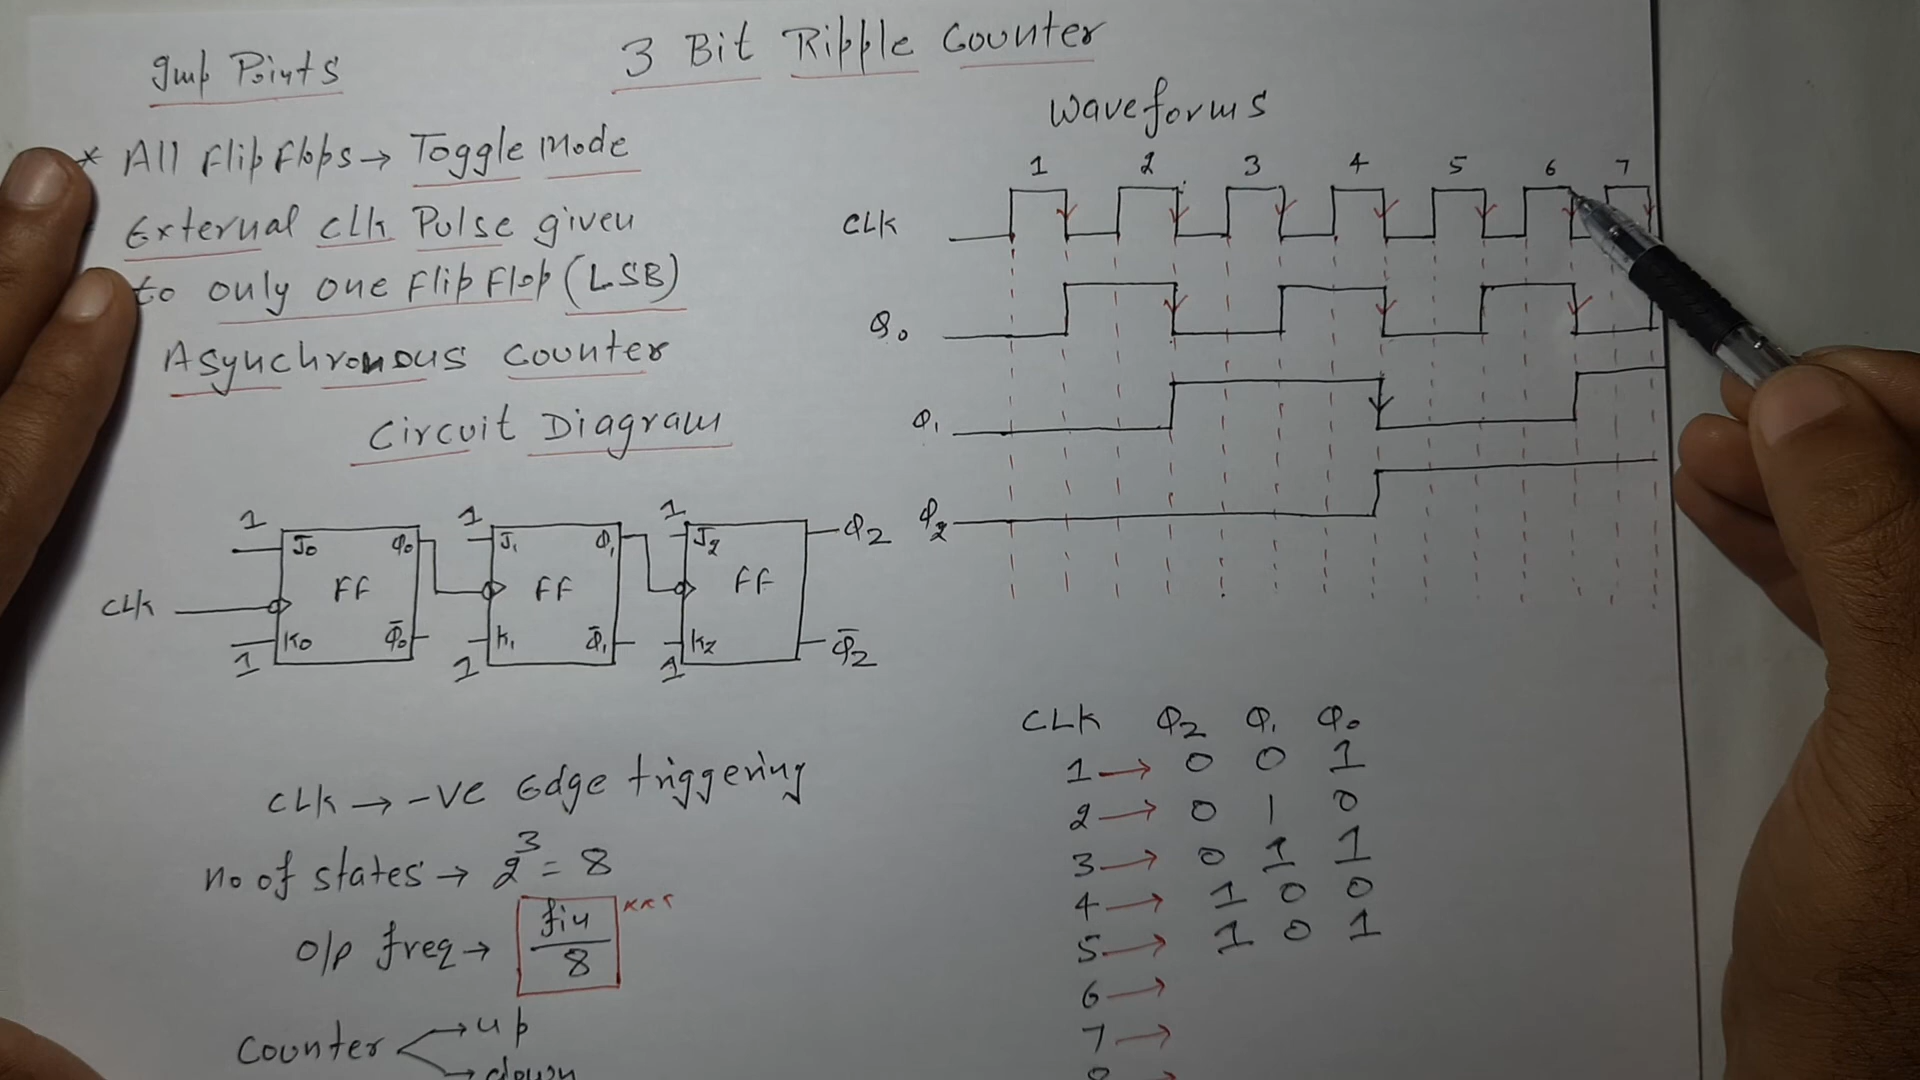 Imp Points
3 Bit Ripple Counter
* All Flip Flops → Toggle Mode
External clk Pulse given
to only one Flip Flop (LSB)
Asynchronous Counter
Circuit Diagram
1 1 1
J0 Q0 J1 Q1 J2 Q2
FF FF FF
CLK
K0 Q̅0 K1 Q̅1 K2 Q̅2
1 1 1
CLK → -ve Edge triggering
no of states → 2³ = 8
o/p freq → fin/8
Counter → up
→ down
Waveforms
1 2 3 4 5 6 7
CLK
Q0
Q1
Q2
CLK Q2 Q1 Q0
1 → 0 0 1
2 → 0 1 0
3 → 0 1 1
4 → 1 0 0
5 → 1 0 1
6 →
7 →